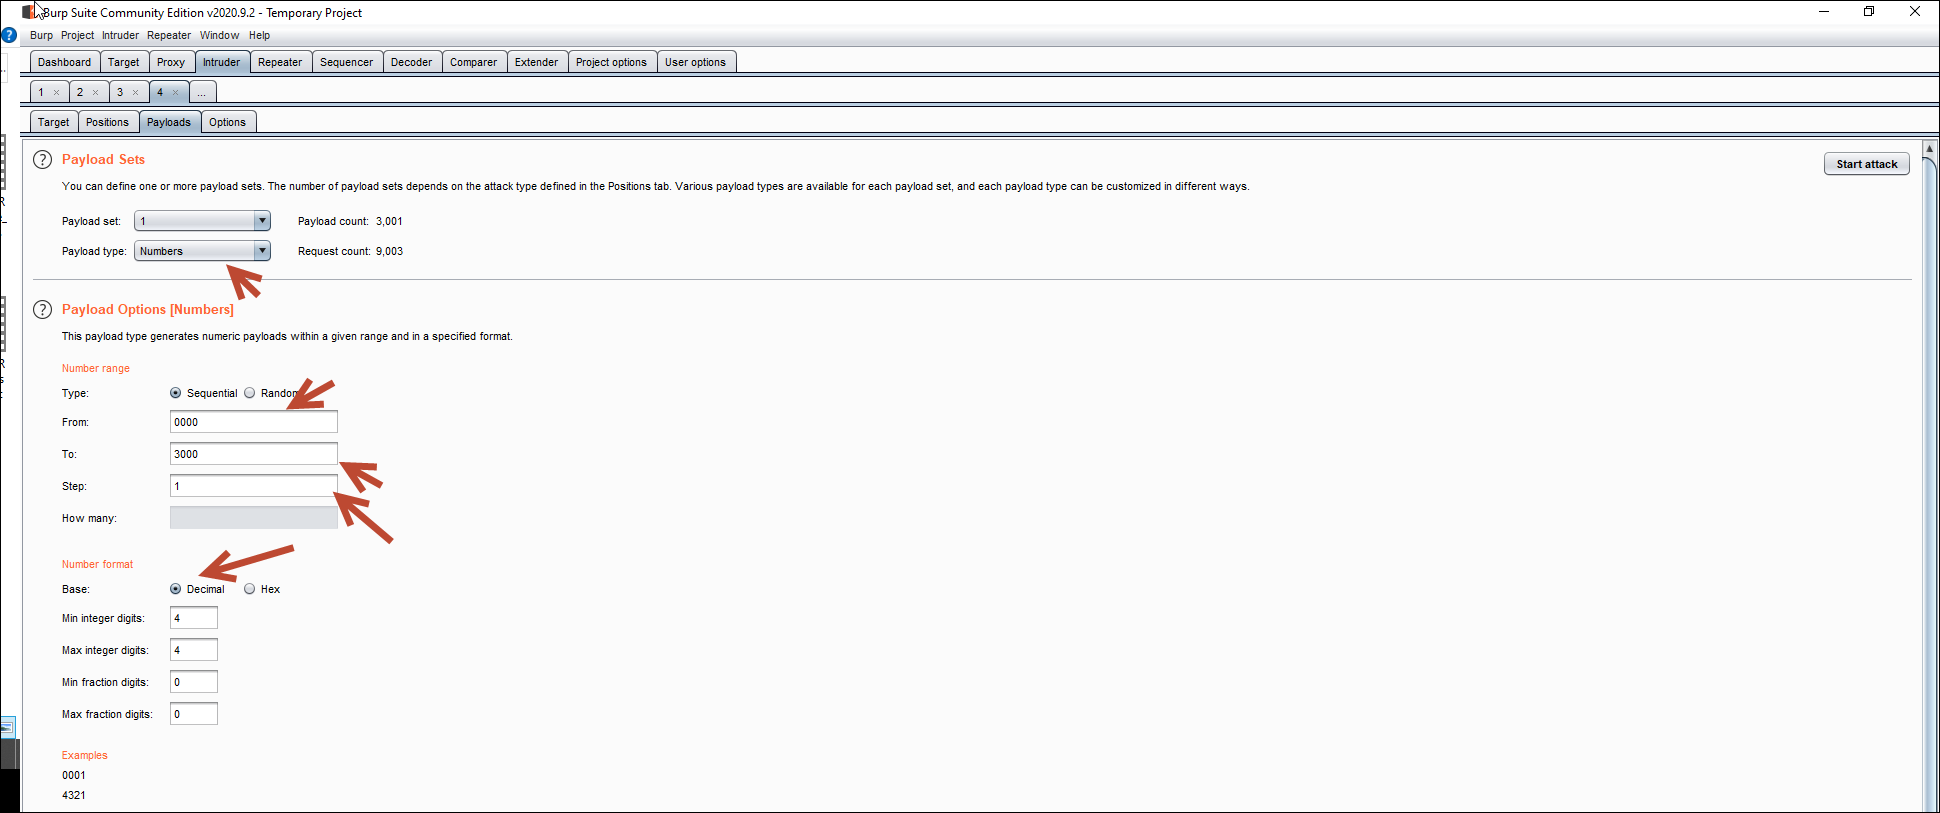 Burp Suite Community Edition v2020.9.2 - Temporary Project
Burp Project Intruder Repeater Window Help
Dashboard Target Proxy Intruder Repeater Sequencer Decoder Comparer Extender Project options User options
1 × 2 × 3 × 4 × ...
Target Positions Payloads Options
? Payload Sets
Start attack
You can define one or more payload sets. The number of payload sets depends on the attack type defined in the Positions tab. Various payload types are available for each payload set, and each payload type can be customized in different ways.
Payload set: 1 Payload count: 3,001
Payload type: Numbers Request count: 9,003
? Payload Options [Numbers]
This payload type generates numeric payloads within a given range and in a specified format.
Number range
Type: Sequential Random
From: 0000
To: 3000
Step: 1
How many:
Number format
Base: Decimal Hex
Min integer digits: 4
Max integer digits: 4
Min fraction digits: 0
Max fraction digits: 0
Examples
0001
4321